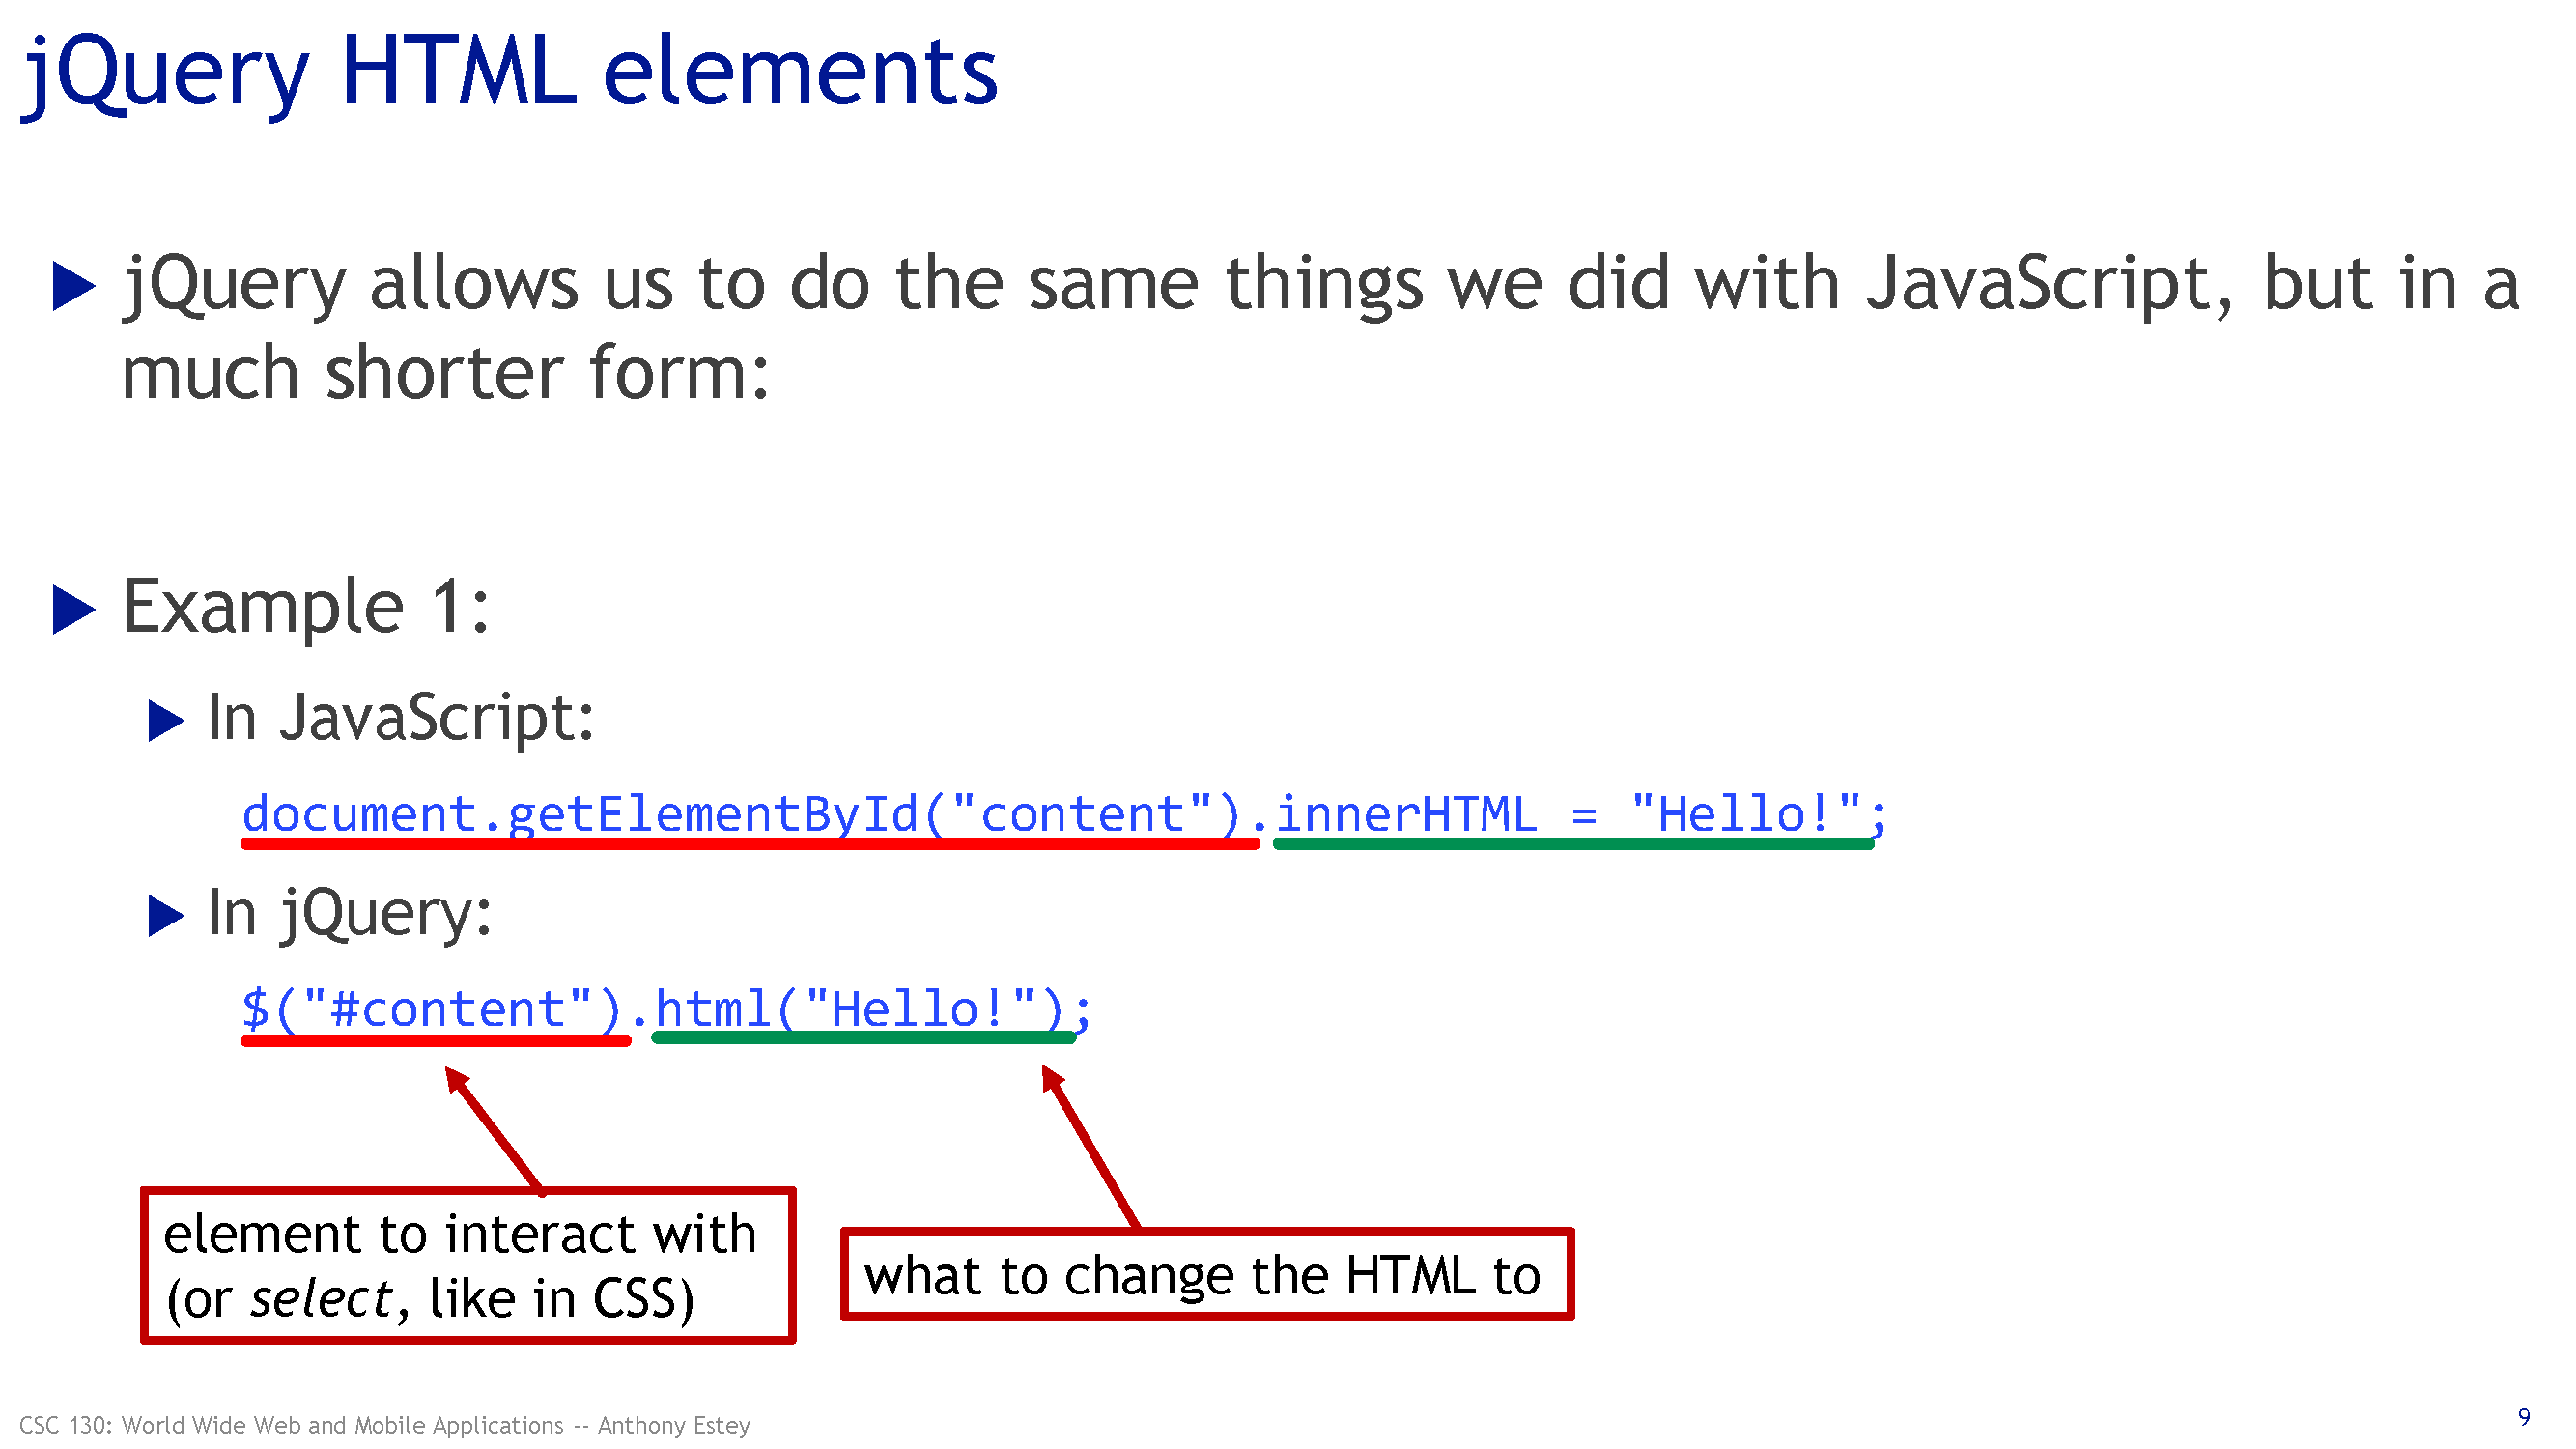 jQuery HTML elements
jQuery allows us to do the same things we did with JavaScript, but in a
much shorter form:
Example 1:
In JavaScript:
document.getElementById("content").innerHTML = "Hello!";
In jQuery:
$("#content").html("Hello!");
element to interact with
(or select, like in CSS)
what to change the HTML to
CSC 130: World Wide Web and Mobile Applications -- Anthony Estey
9